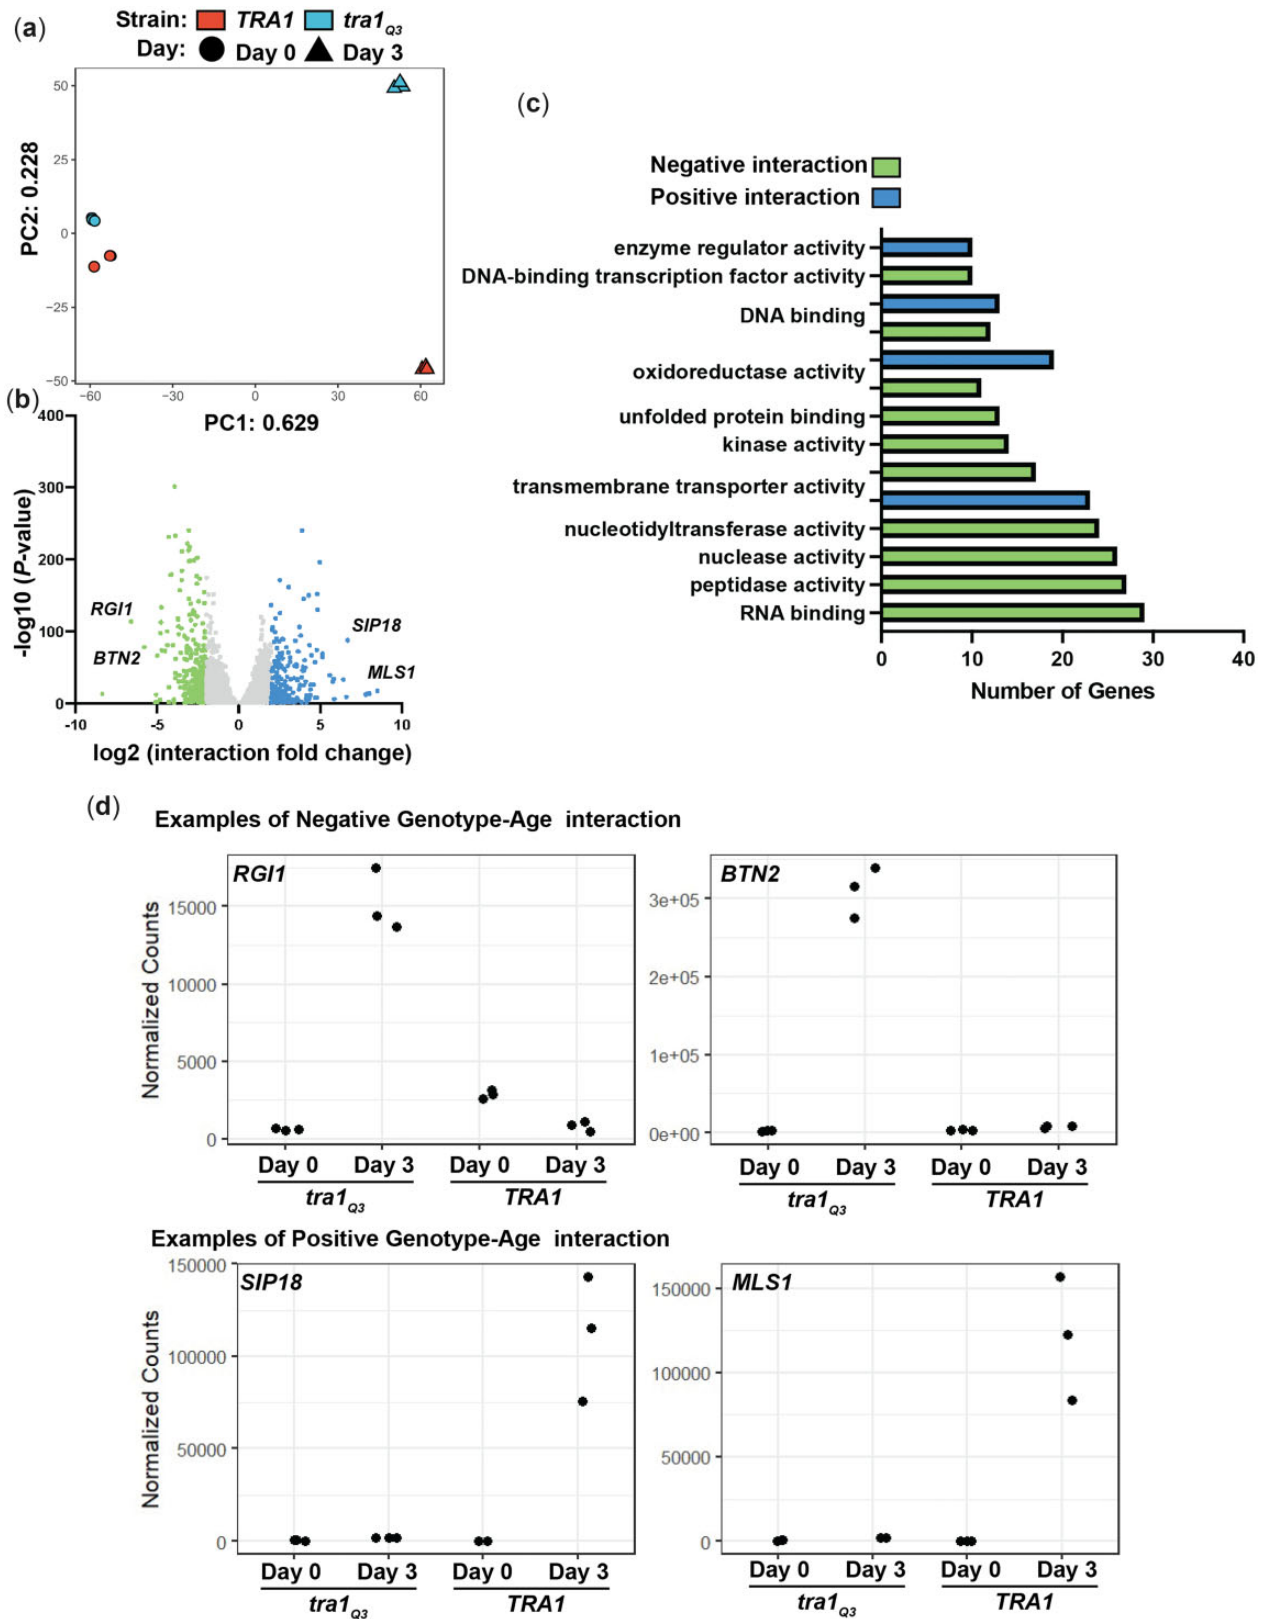 (a)
Strain: TRA1 tra1Q3
Day: Day 0 Day 3
50
25
0
−25
−50
PC2: 0.228
−60 −30 0 30 60
PC1: 0.629
(b)
400
300
200
100
0
-log10 (P-value)
RGI1
BTN2
SIP18
MLS1
-10 -5 0 5 10
log2 (interaction fold change)
(c)
Negative interaction
Positive interaction
enzyme regulator activity
DNA-binding transcription factor activity
DNA binding
oxidoreductase activity
unfolded protein binding
kinase activity
transmembrane transporter activity
nucleotidyltransferase activity
nuclease activity
peptidase activity
RNA binding
0 10 20 30 40
Number of Genes
(d)
Examples of Negative Genotype-Age interaction
RGI1
Normalized Counts
15000
10000
5000
0
Day 0 Day 3 Day 0 Day 3
tra1Q3 TRA1
BTN2
3e+05
2e+05
1e+05
0e+00
Day 0 Day 3 Day 0 Day 3
tra1Q3 TRA1
Examples of Positive Genotype-Age interaction
SIP18
Normalized Counts
150000
100000
50000
0
Day 0 Day 3 Day 0 Day 3
tra1Q3 TRA1
MLS1
150000
100000
50000
0
Day 0 Day 3 Day 0 Day 3
tra1Q3 TRA1